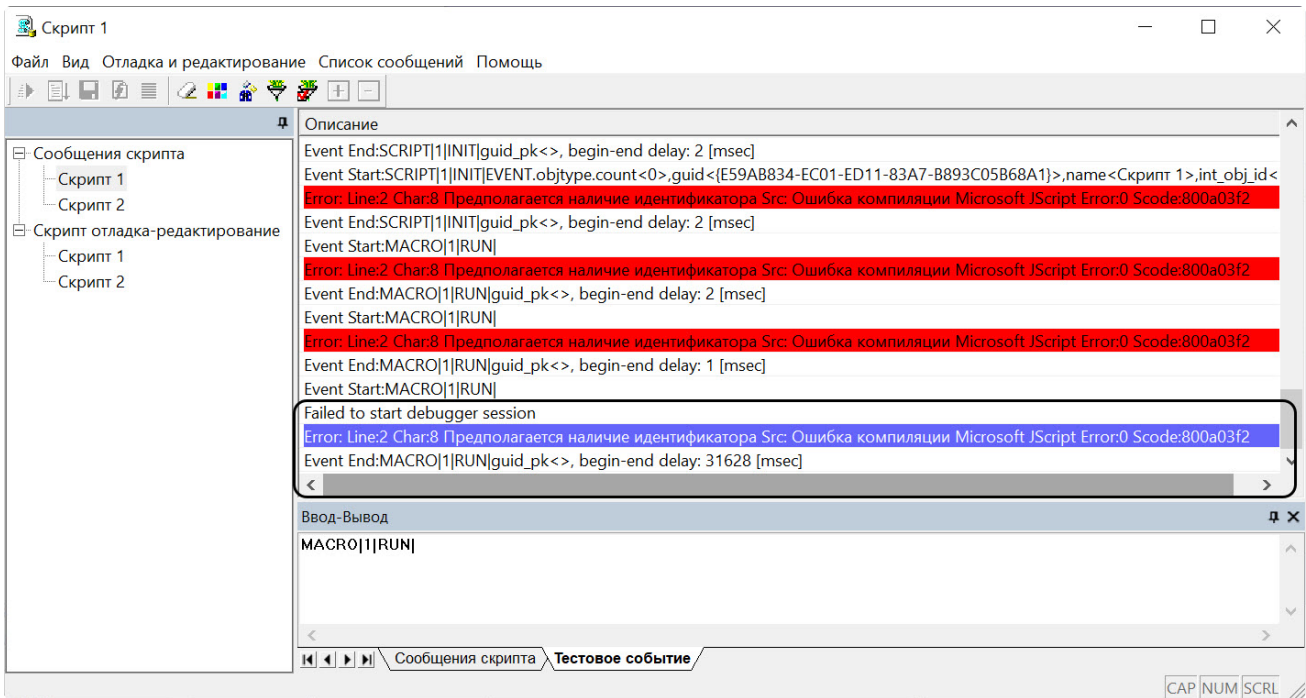 Скрипт 1
Файл Вид Отладка и редактирование Список сообщений Помощь
Описание
Сообщения скрипта
Скрипт 1
Скрипт 2
Скрипт отладка-редактирование
Скрипт 1
Скрипт 2
Event End:SCRIPT|1|INIT|guid_pk<>, begin-end delay: 2 [msec]
Event Start:SCRIPT|1|INIT|EVENT.objtype.count<0>,guid<{E59AB834-EC01-ED11-83A7-B893C05B68A1}>,name<Скрипт 1>,int_obj_id<
Error: Line:2 Char:8 Предполагается наличие идентификатора Src: Ошибка компиляции Microsoft JScript Error:0 Scode:800a03f2
Event End:SCRIPT|1|INIT|guid_pk<>, begin-end delay: 2 [msec]
Event Start:MACRO|1|RUN|
Error: Line:2 Char:8 Предполагается наличие идентификатора Src: Ошибка компиляции Microsoft JScript Error:0 Scode:800a03f2
Event End:MACRO|1|RUN|guid_pk<>, begin-end delay: 2 [msec]
Event Start:MACRO|1|RUN|
Error: Line:2 Char:8 Предполагается наличие идентификатора Src: Ошибка компиляции Microsoft JScript Error:0 Scode:800a03f2
Event End:MACRO|1|RUN|guid_pk<>, begin-end delay: 1 [msec]
Event Start:MACRO|1|RUN|
Failed to start debugger session
Error: Line:2 Char:8 Предполагается наличие идентификатора Src: Ошибка компиляции Microsoft JScript Error:0 Scode:800a03f2
Event End:MACRO|1|RUN|guid_pk<>, begin-end delay: 31628 [msec]
Ввод-Вывод
MACRO|1|RUN|
Сообщения скрипта Тестовое событие
CAP NUM SCRL